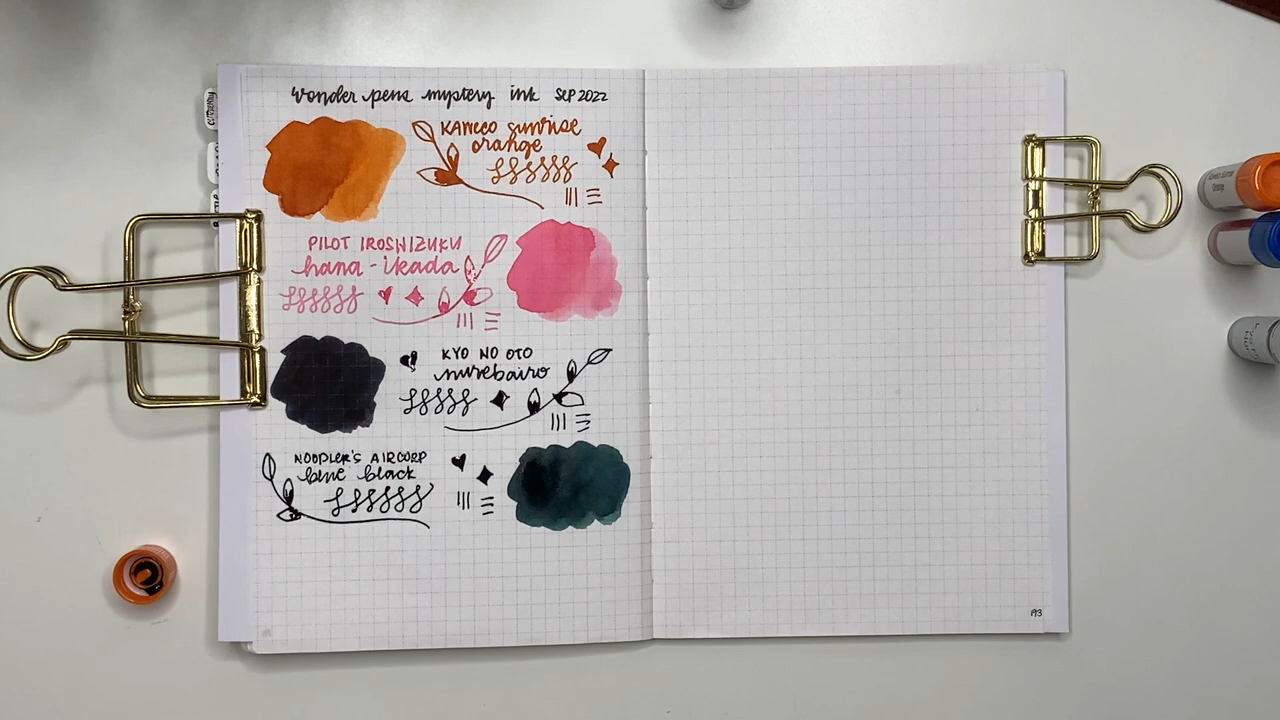 wonder pens mystery ink SEP 2022
KAWECO sunrise
orange
PILOT IROSHIZUKU
hana-ikada
KYO NO OTO
nurebairo
NOODLER'S AIRCORP
blue black
193